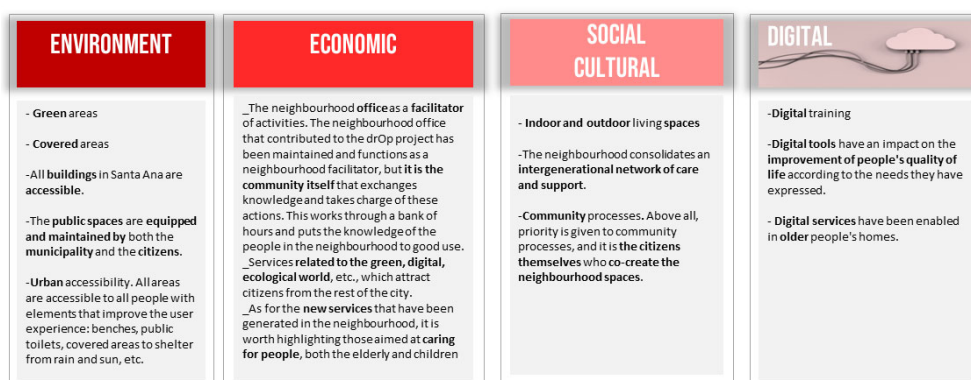 ENVIRONMENT
- Green areas
- Covered areas
-All buildings in Santa Ana are
accessible.
-The public spaces are equipped
and maintained by both the
municipality and the citizens.
-Urban accessibility. All areas
are accessible to all people with
elements that improve the user
experience: benches, public
toilets, covered areas to shelter
from rain and sun, etc.
ECONOMIC
_The neighbourhood office as a facilitator
of activities. The neighbourhood office
that contributed to the drOp project has
been maintained and functions as a
neighbourhood facilitator, but it is the
community itself that exchanges
knowledge and takes charge of these
actions. This works through a bank of
hours and puts the knowledge of the
people in the neighbourhood to good use.
_Services related to the green, digital,
ecological world, etc., which attract
citizens from the rest of the city.
_As for the new services that have been
generated in the neighbourhood, it is
worth highlighting those aimed at caring
for people, both the elderly and children
SOCIAL
CULTURAL
- Indoor and outdoor living spaces
-The neighbourhood consolidates an
intergenerational network of care
and support.
-Community processes. Above all,
priority is given to community
processes, and it is the citizens
themselves who co-create the
neighbourhood spaces.
DIGITAL
-Digital training
-Digital tools have an impact on the
improvement of people's quality of
life according to the needs they have
expressed.
- Digital services have been enabled
in older people's homes.